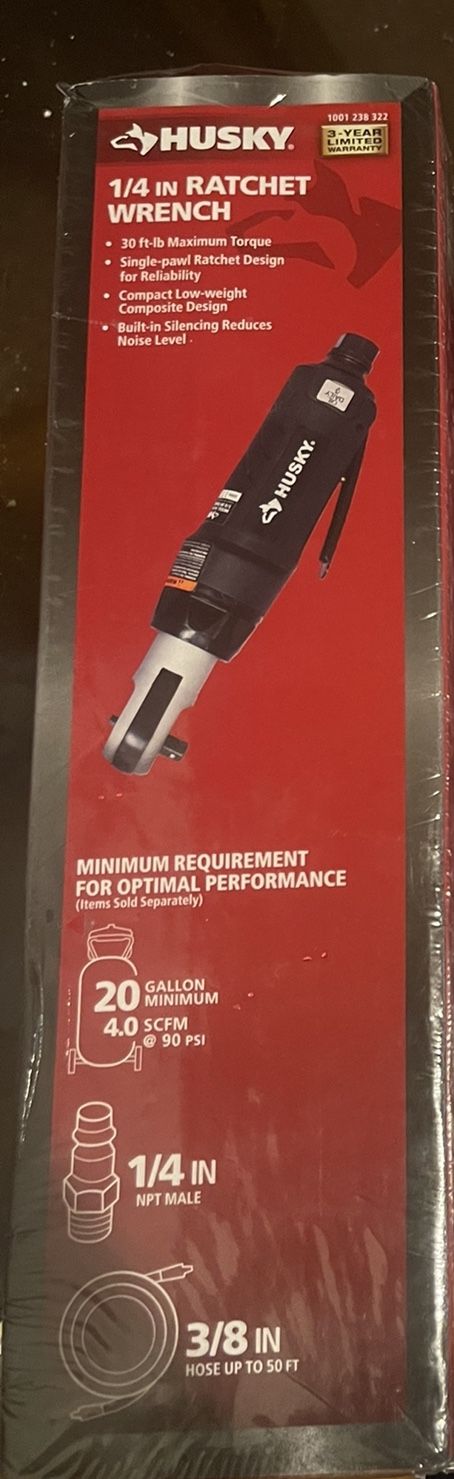 1001 238 322
HUSKY®
3-YEAR
LIMITED
WARRANTY
1/4 IN RATCHET
WRENCH
• 30 ft-lb Maximum Torque
• Single-pawl Ratchet Design
for Reliability
• Compact Low-weight
Composite Design
• Built-in Silencing Reduces
Noise Level
OIL
DAILY
HUSKY®
MINIMUM REQUIREMENT
FOR OPTIMAL PERFORMANCE
(Items Sold Separately)
20 GALLON
MINIMUM
4.0 SCFM
@ 90 PSI
1/4 IN
NPT MALE
3/8 IN
HOSE UP TO 50 FT